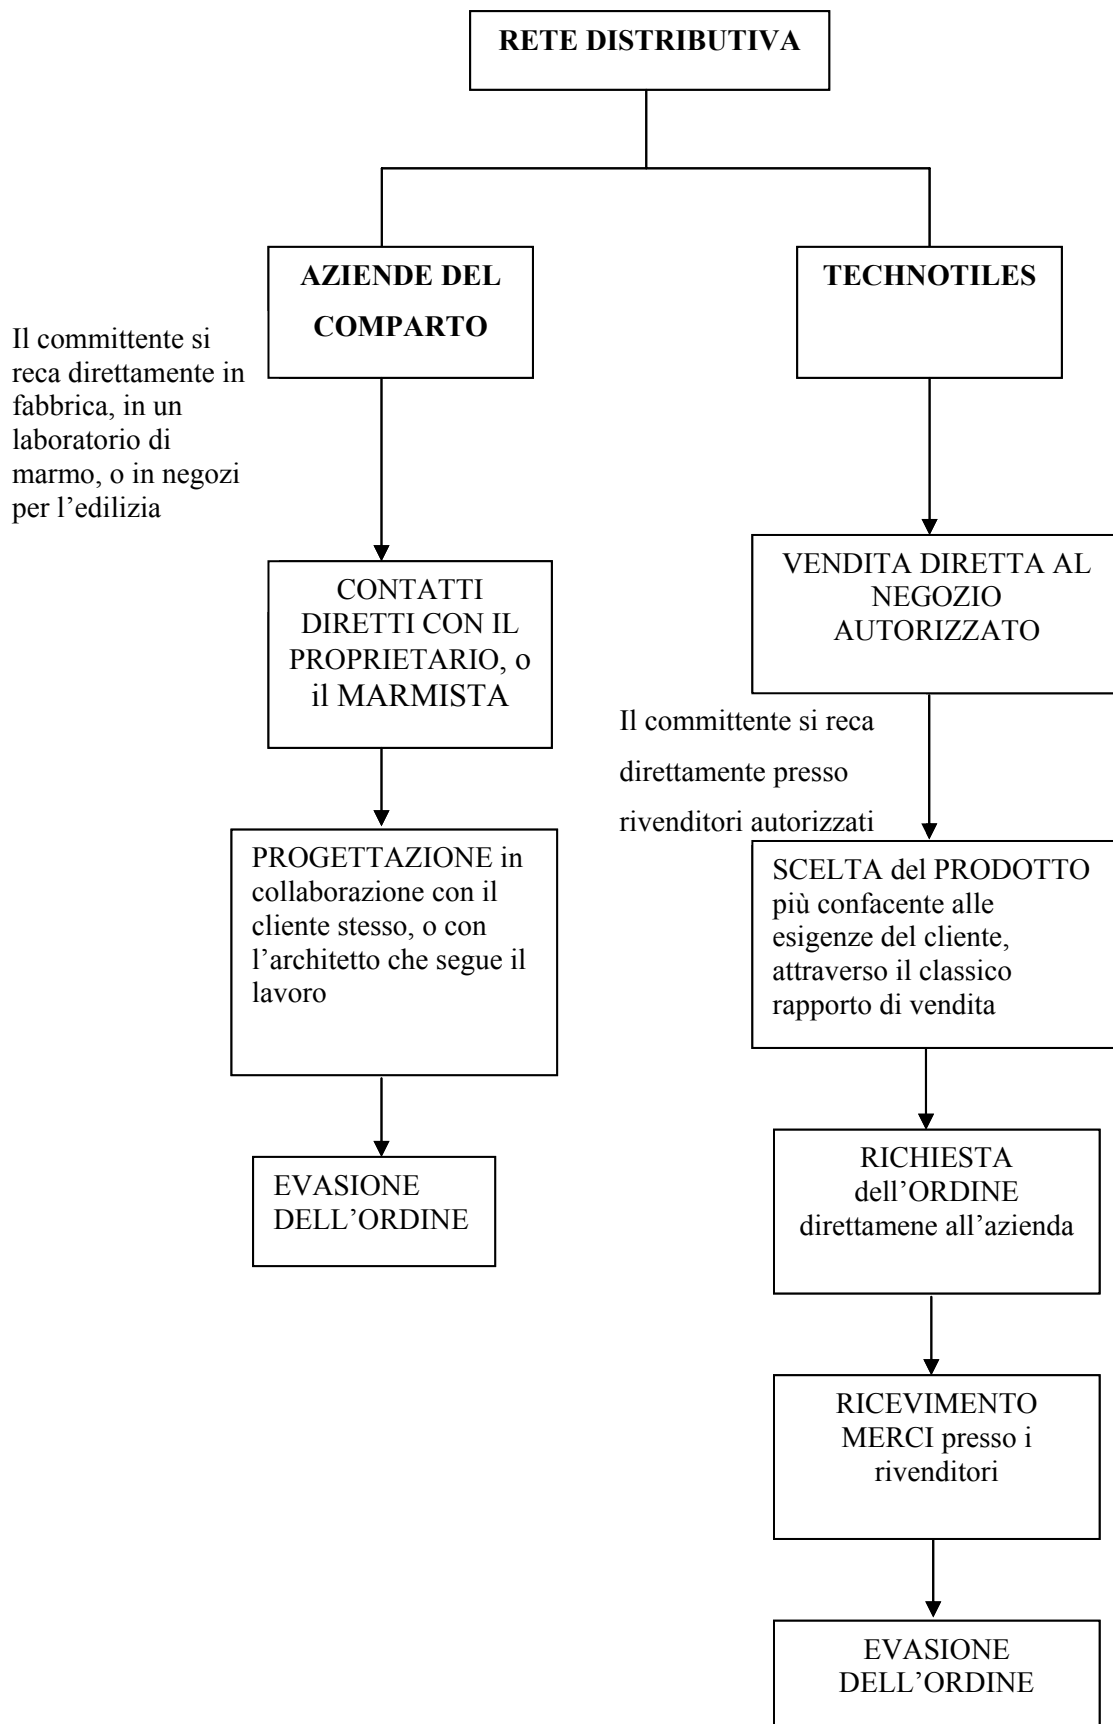 RETE DISTRIBUTIVA
AZIENDE DEL
COMPARTO
TECHNOTILES
Il committente si
reca direttamente in
fabbrica, in un
laboratorio di
marmo, o in negozi
per l’edilizia
CONTATTI
DIRETTI CON IL
PROPRIETARIO, o
il MARMISTA
VENDITA DIRETTA AL
NEGOZIO
AUTORIZZATO
Il committente si reca
direttamente presso
rivenditori autorizzati
PROGETTAZIONE in
collaborazione con il
cliente stesso, o con
l’architetto che segue il
lavoro
SCELTA del PRODOTTO
più confacente alle
esigenze del cliente,
attraverso il classico
rapporto di vendita
EVASIONE
DELL’ORDINE
RICHIESTA
dell’ORDINE
direttamene all’azienda
RICEVIMENTO
MERCI presso i
rivenditori
EVASIONE
DELL’ORDINE